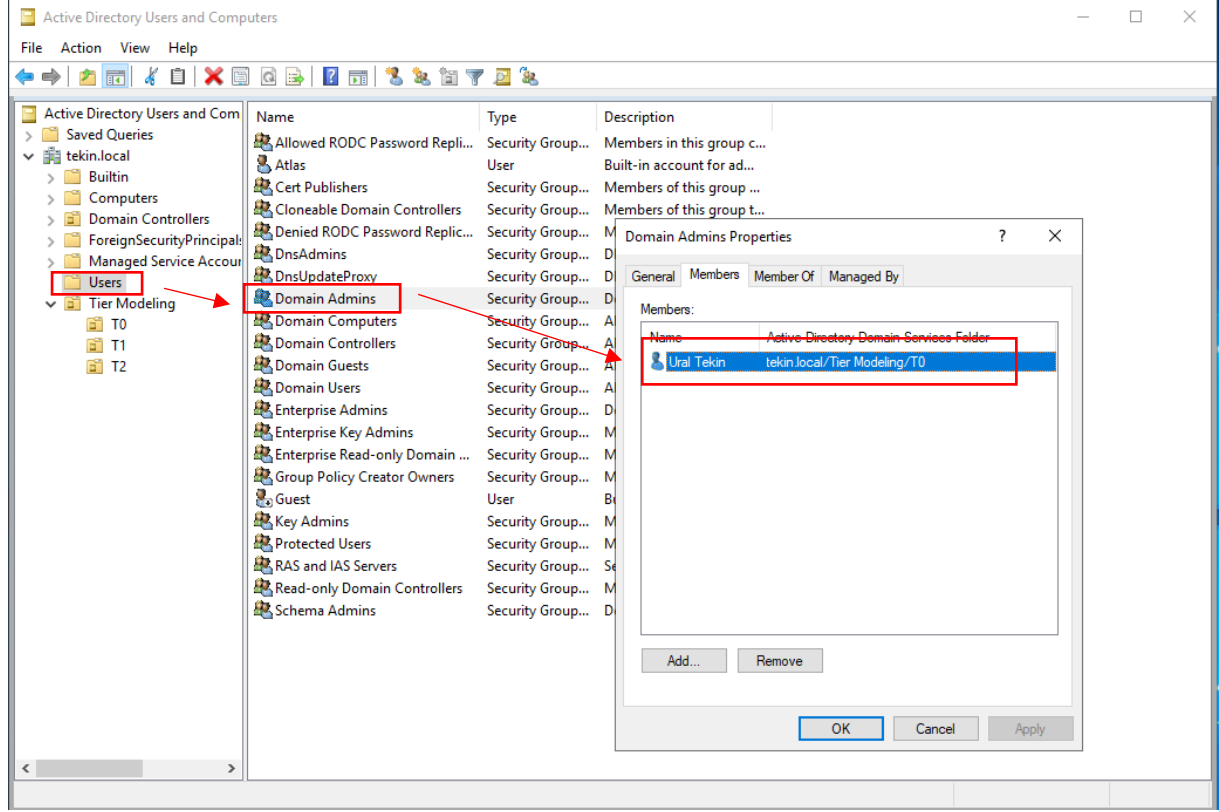 Active Directory Users and Computers
File Action View Help
Active Directory Users and Com
Saved Queries
tekin.local
Builtin
Computers
Domain Controllers
ForeignSecurityPrincipals
Managed Service Accour
Users
Tier Modeling
T0
T1
T2
Name Type Description
Allowed RODC Password Repli... Security Group... Members in this group c...
Atlas User Built-in account for ad...
Cert Publishers Security Group... Members of this group ...
Cloneable Domain Controllers Security Group... Members of this group t...
Denied RODC Password Replic... Security Group... M
DnsAdmins Security Group... D
DnsUpdateProxy Security Group... D
Domain Admins Security Group... D
Domain Computers Security Group... Al
Domain Controllers Security Group... Al
Domain Guests Security Group... Al
Domain Users Security Group... Al
Enterprise Admins Security Group... D
Enterprise Key Admins Security Group... M
Enterprise Read-only Domain ... Security Group... M
Group Policy Creator Owners Security Group... M
Guest User Bu
Key Admins Security Group... M
Protected Users Security Group... M
RAS and IAS Servers Security Group... Se
Read-only Domain Controllers Security Group... M
Schema Admins Security Group... D
Domain Admins Properties ?
General Members Member Of Managed By
Members:
Name Active Directory Domain Services Folder
Ural Tekin tekin.local/Tier Modeling/T0
Add... Remove
OK Cancel Apply